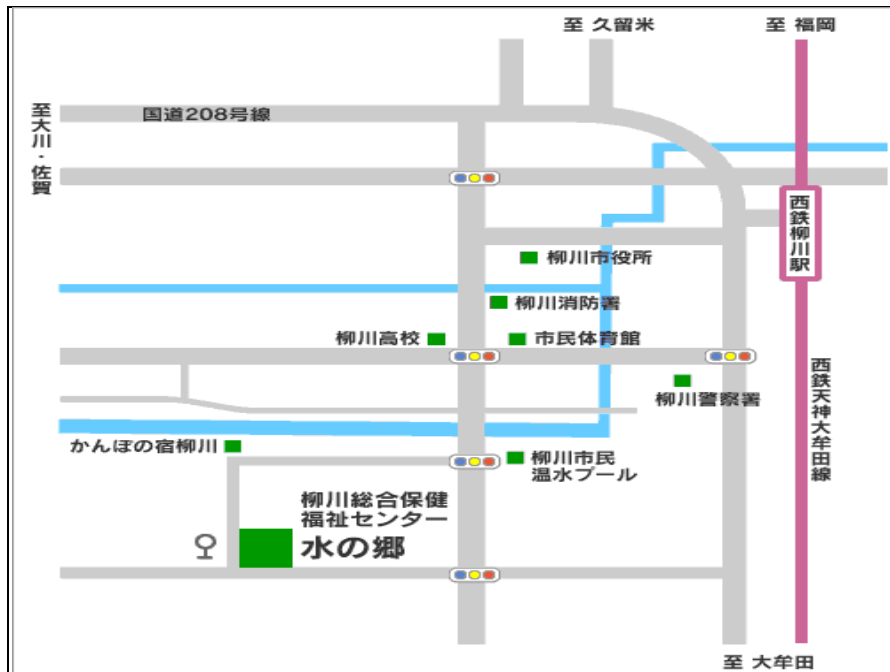 至 久留米
至 福岡
至大川・佐賀
国道208号線
西鉄柳川駅
柳川市役所
柳川消防署
柳川高校
市民体育館
柳川警察署
西鉄天神大牟田線
かんぽの宿柳川
柳川市民
温水プール
柳川総合保健
福祉センター
水の郷
至 大牟田